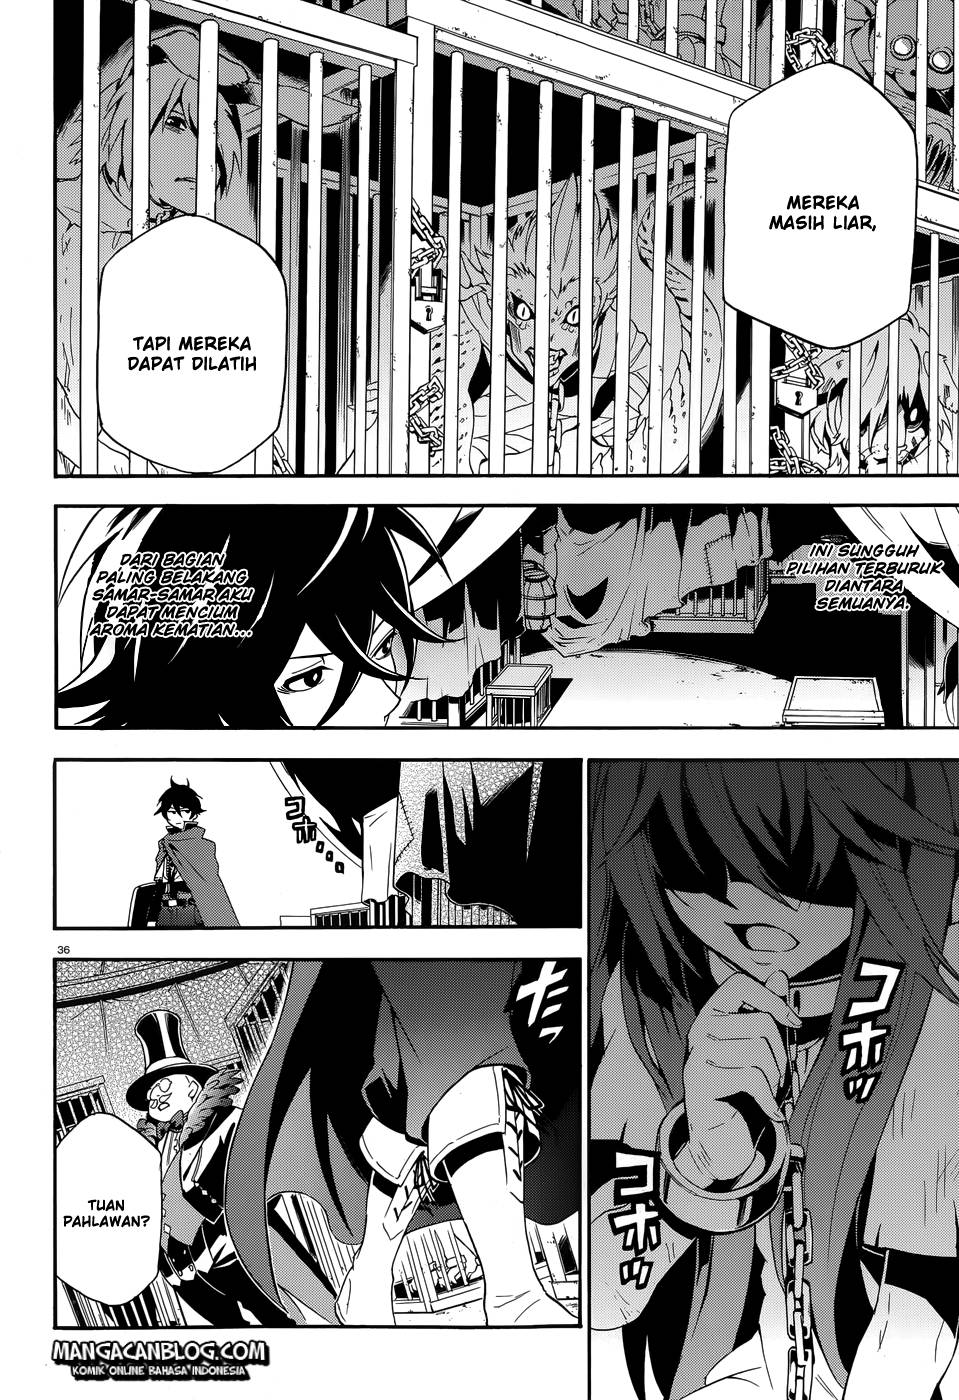 MEREKA
MASIH LIAR,
TAPI MEREKA
DAPAT DILATIH
INI SUNGGUH
PILIHAN TERBURUK
DIANTARA
SEMUANYA.
DARI BAGIAN
PALING BELAKANG
SAMAR-SAMAR AKU
DAPAT MENCIUM
AROMA KEMATIAN...
コホ...
コホッ
コホッ
36
たっ
TUAN
PAHLAWAN?
MANGACANBLOG.COM
KOMIK ONLINE BAHASA INDONESIA